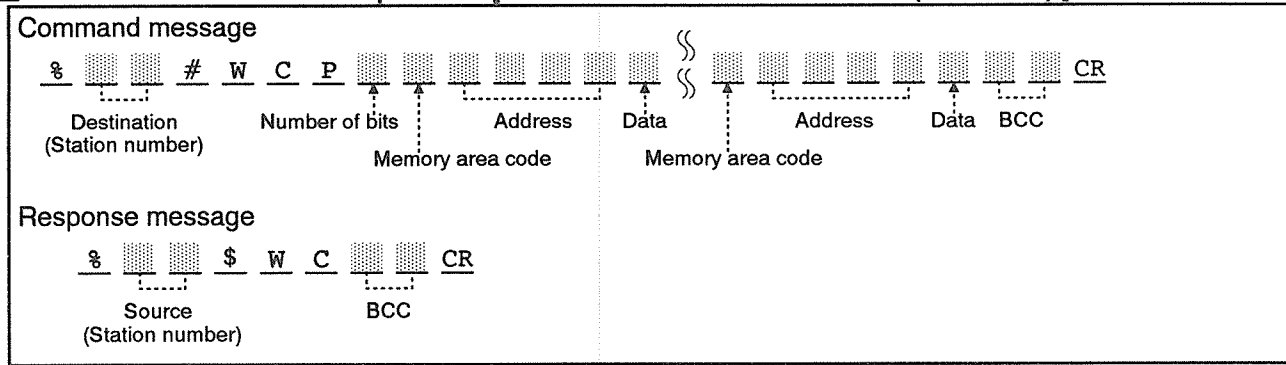 Command message
% # W C P CR
Destination (Station number) Number of bits Memory area code Address Data Memory area code Address Data BCC
Response message
% $ W C CR
Source (Station number) BCC